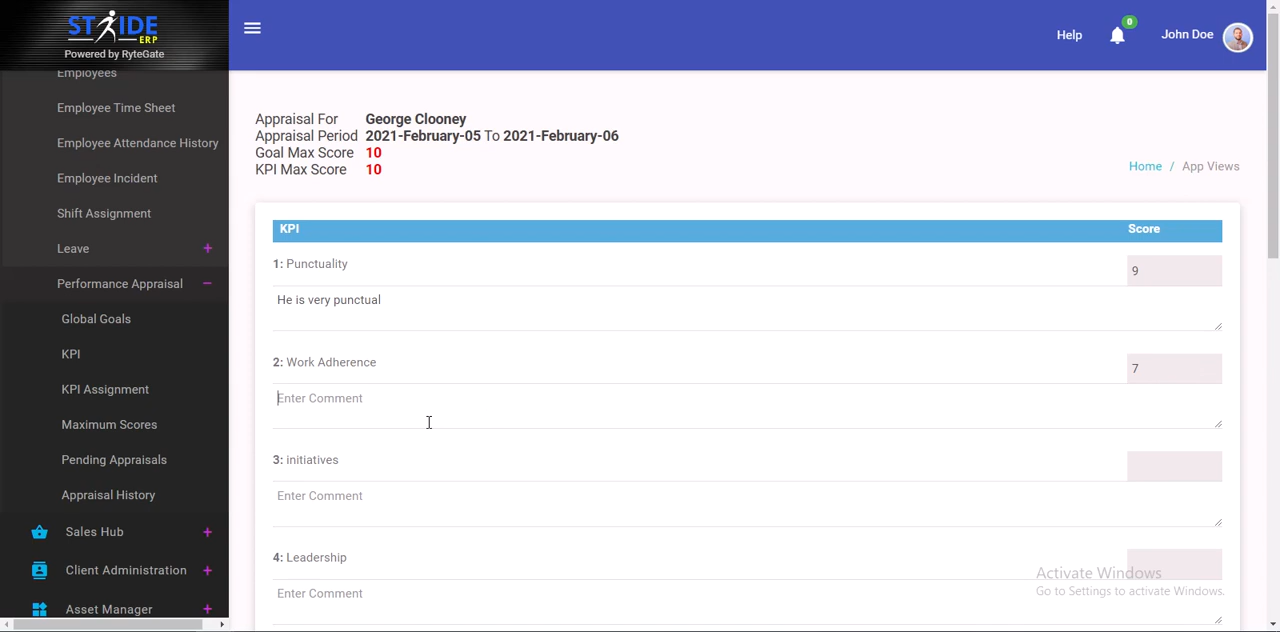 STRIDE
ERP
Powered by RyteGate
Help
0
John Doe
Employees
Employee Time Sheet
Employee Attendance History
Employee Incident
Shift Assignment
Leave +
Performance Appraisal −
Global Goals
KPI
KPI Assignment
Maximum Scores
Pending Appraisals
Appraisal History
Sales Hub +
Client Administration +
Asset Manager +
Appraisal For George Clooney
Appraisal Period 2021-February-05 To 2021-February-06
Goal Max Score 10
KPI Max Score 10
Home / App Views
KPI Score
1: Punctuality 9
He is very punctual
2: Work Adherence 7
Enter Comment
3: initiatives
Enter Comment
4: Leadership
Enter Comment
Activate Windows
Go to Settings to activate Windows.